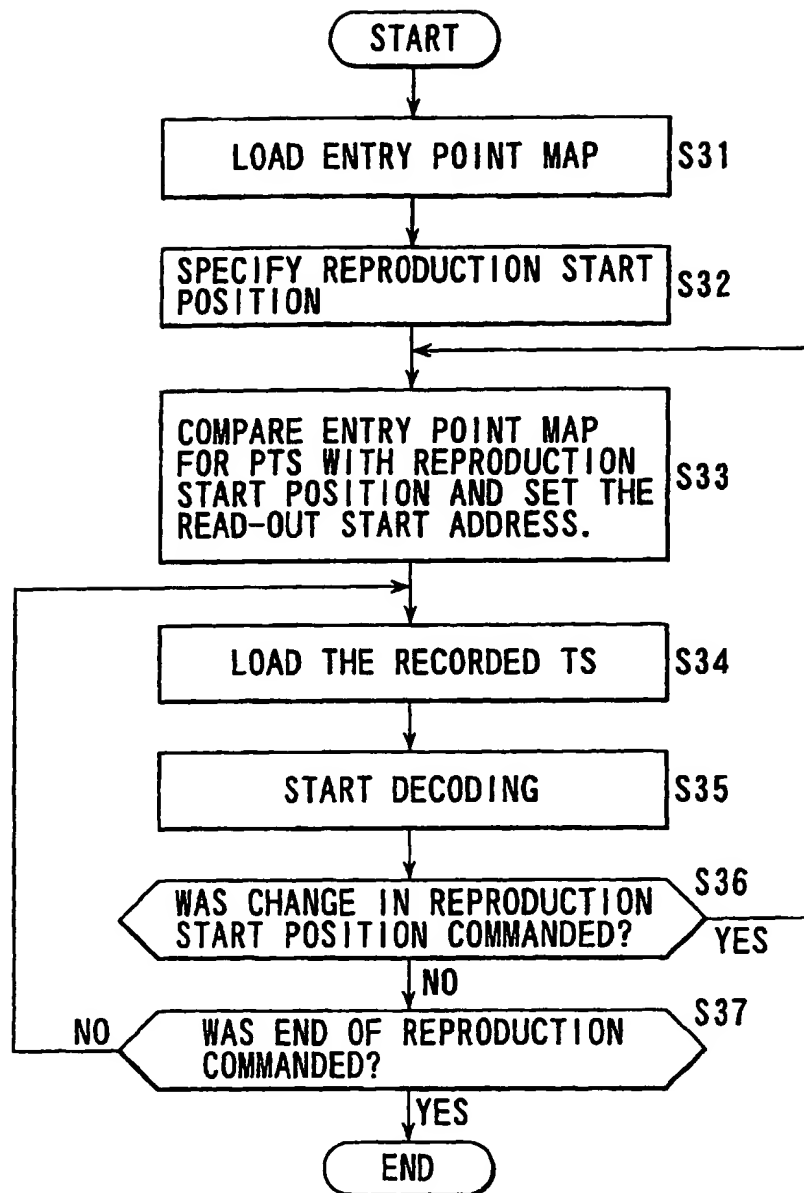 START
LOAD ENTRY POINT MAP
S31
SPECIFY REPRODUCTION START
POSITION
S32
COMPARE ENTRY POINT MAP
FOR PTS WITH REPRODUCTION
START POSITION AND SET THE
READ-OUT START ADDRESS.
S33
LOAD THE RECORDED TS
S34
START DECODING
S35
WAS CHANGE IN REPRODUCTION
START POSITION COMMANDED?
S36
YES
NO
WAS END OF REPRODUCTION
COMMANDED?
S37
NO
YES
END